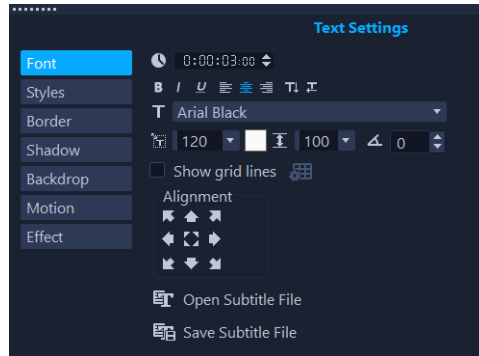 Text Settings
Font
Styles
Border
Shadow
Backdrop
Motion
Effect
0:00:03:00
B I U
T Arial Black
120 100 0
Show grid lines
Alignment
Open Subtitle File
Save Subtitle File